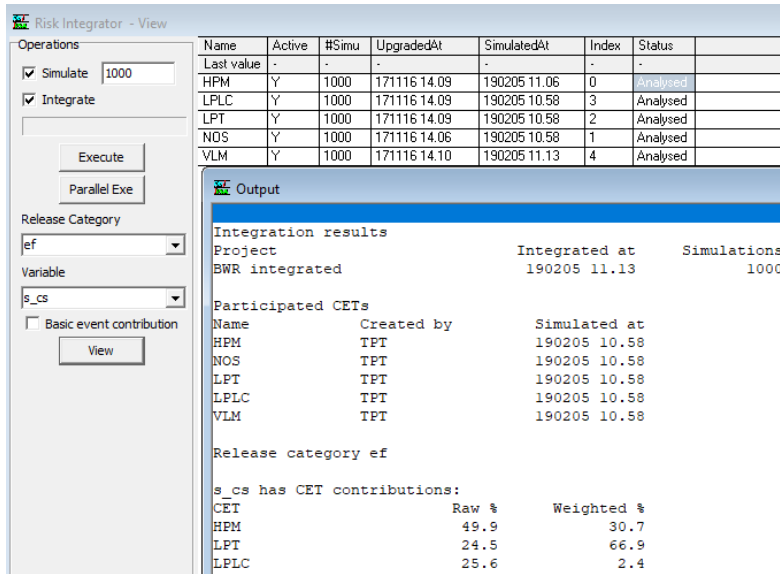 Risk Integrator - View
Operations
Simulate 1000
Integrate
Execute
Parallel Exe
Release Category
ef
Variable
s_cs
Basic event contribution
View
Name Active #Simu UpgradedAt SimulatedAt Index Status
Last value - - - - - -
HPM Y 1000 171116 14.09 190205 11.06 0 Analysed
LPLC Y 1000 171116 14.09 190205 10.58 3 Analysed
LPT Y 1000 171116 14.09 190205 10.58 2 Analysed
NOS Y 1000 171116 14.06 190205 10.58 1 Analysed
VLM Y 1000 171116 14.10 190205 11.13 4 Analysed
Output
Integration results
Project Integrated at Simulations
BWR integrated 190205 11.13 1000
Participated CETs
Name Created by Simulated at
HPM TPT 190205 10.58
NOS TPT 190205 10.58
LPT TPT 190205 10.58
LPLC TPT 190205 10.58
VLM TPT 190205 10.58
Release category ef
s_cs has CET contributions:
CET Raw % Weighted %
HPM 49.9 30.7
LPT 24.5 66.9
LPLC 25.6 2.4